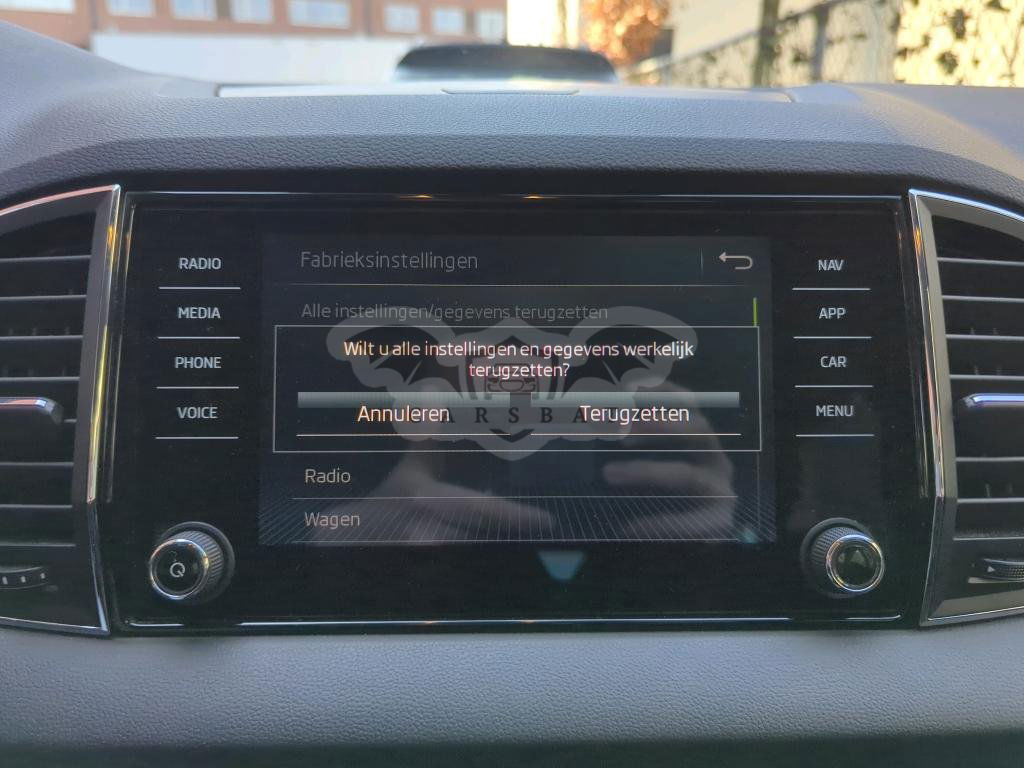 RADIO
MEDIA
PHONE
VOICE
Fabrieksinstellingen
Alle instellingen/gegevens terugzetten
Wilt u alle instellingen en gegevens werkelijk
terugzetten?
Annuleren
Terugzetten
Radio
Wagen
NAV
APP
CAR
MENU